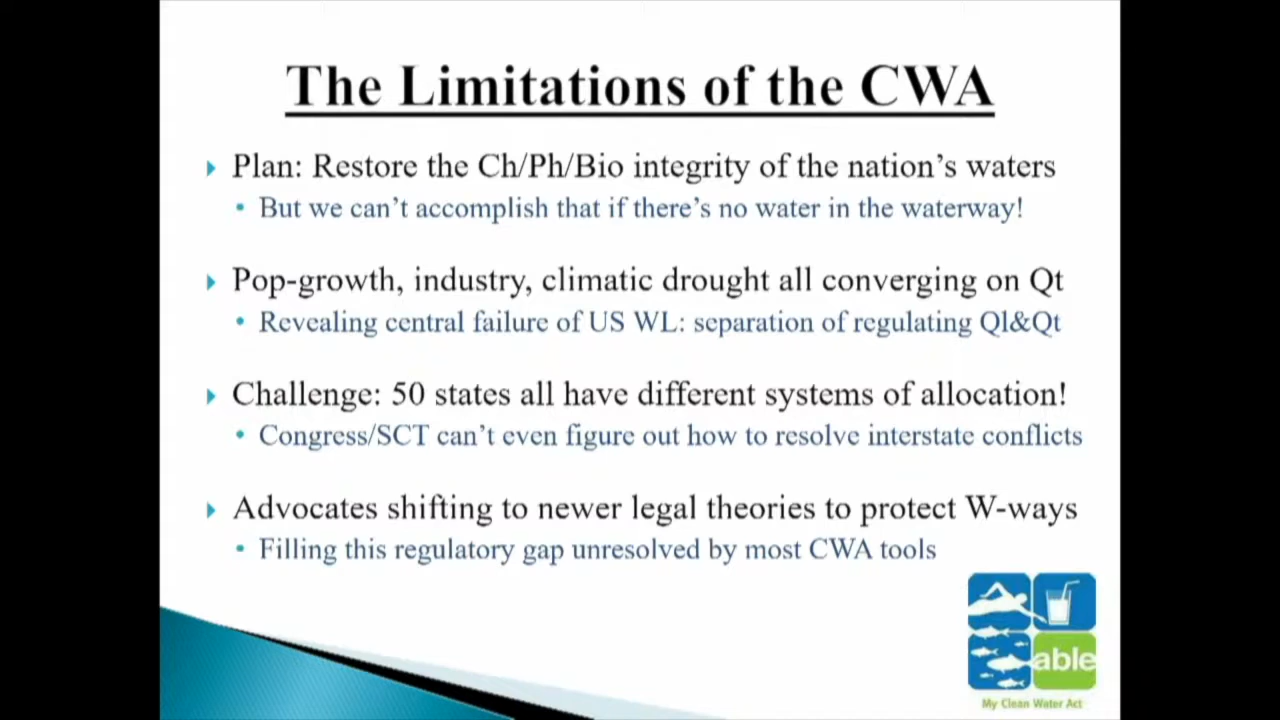 The Limitations of the CWA
Plan: Restore the Ch/Ph/Bio integrity of the nation's waters
But we can't accomplish that if there's no water in the waterway!
Pop-growth, industry, climatic drought all converging on Qt
Revealing central failure of US WL: separation of regulating Ql&Qt
Challenge: 50 states all have different systems of allocation!
Congress/SCT can't even figure out how to resolve interstate conflicts
Advocates shifting to newer legal theories to protect W-ways
Filling this regulatory gap unresolved by most CWA tools
able
My Clean Water Act